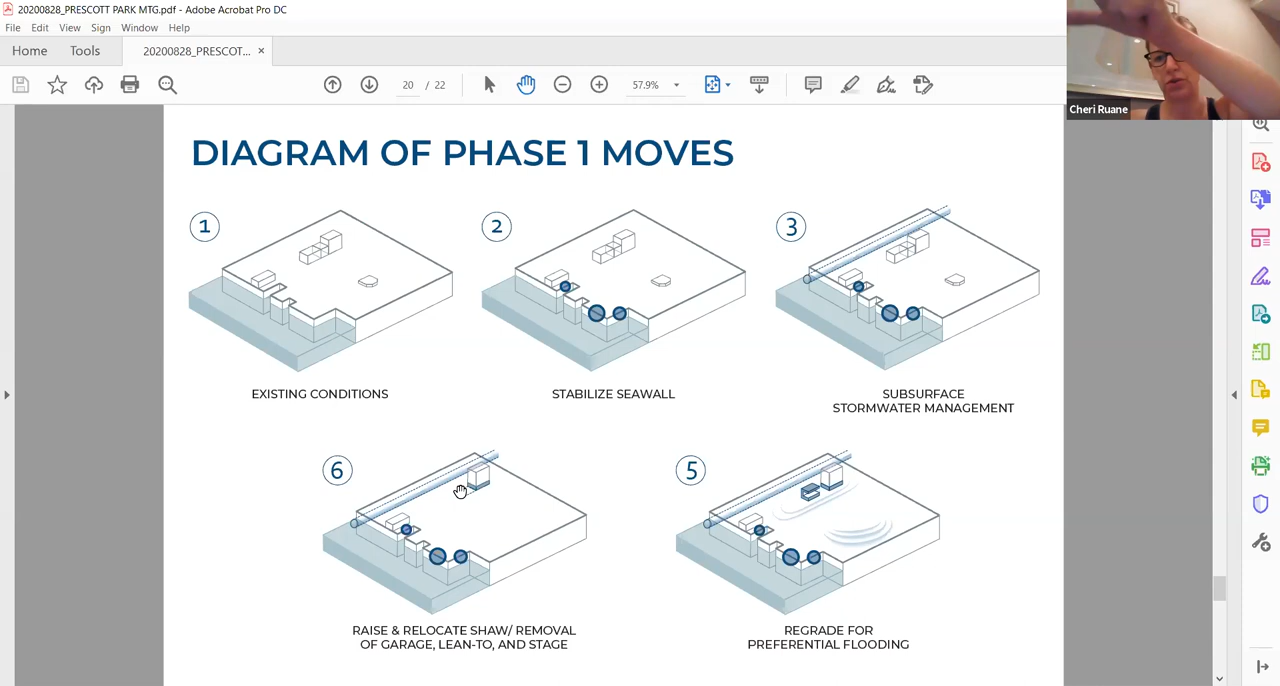 20200828_PRESCOTT PARK MTG.pdf - Adobe Acrobat Pro DC
File Edit View Sign Window Help
Home Tools 20200828_PRESCOT... ×
20 / 22 57.9%
Cheri Ruane
DIAGRAM OF PHASE 1 MOVES
1 2 3
EXISTING CONDITIONS
STABILIZE SEAWALL
SUBSURFACE
STORMWATER MANAGEMENT
6 5
RAISE & RELOCATE SHAW/ REMOVAL
OF GARAGE, LEAN-TO, AND STAGE
REGRADE FOR
PREFERENTIAL FLOODING